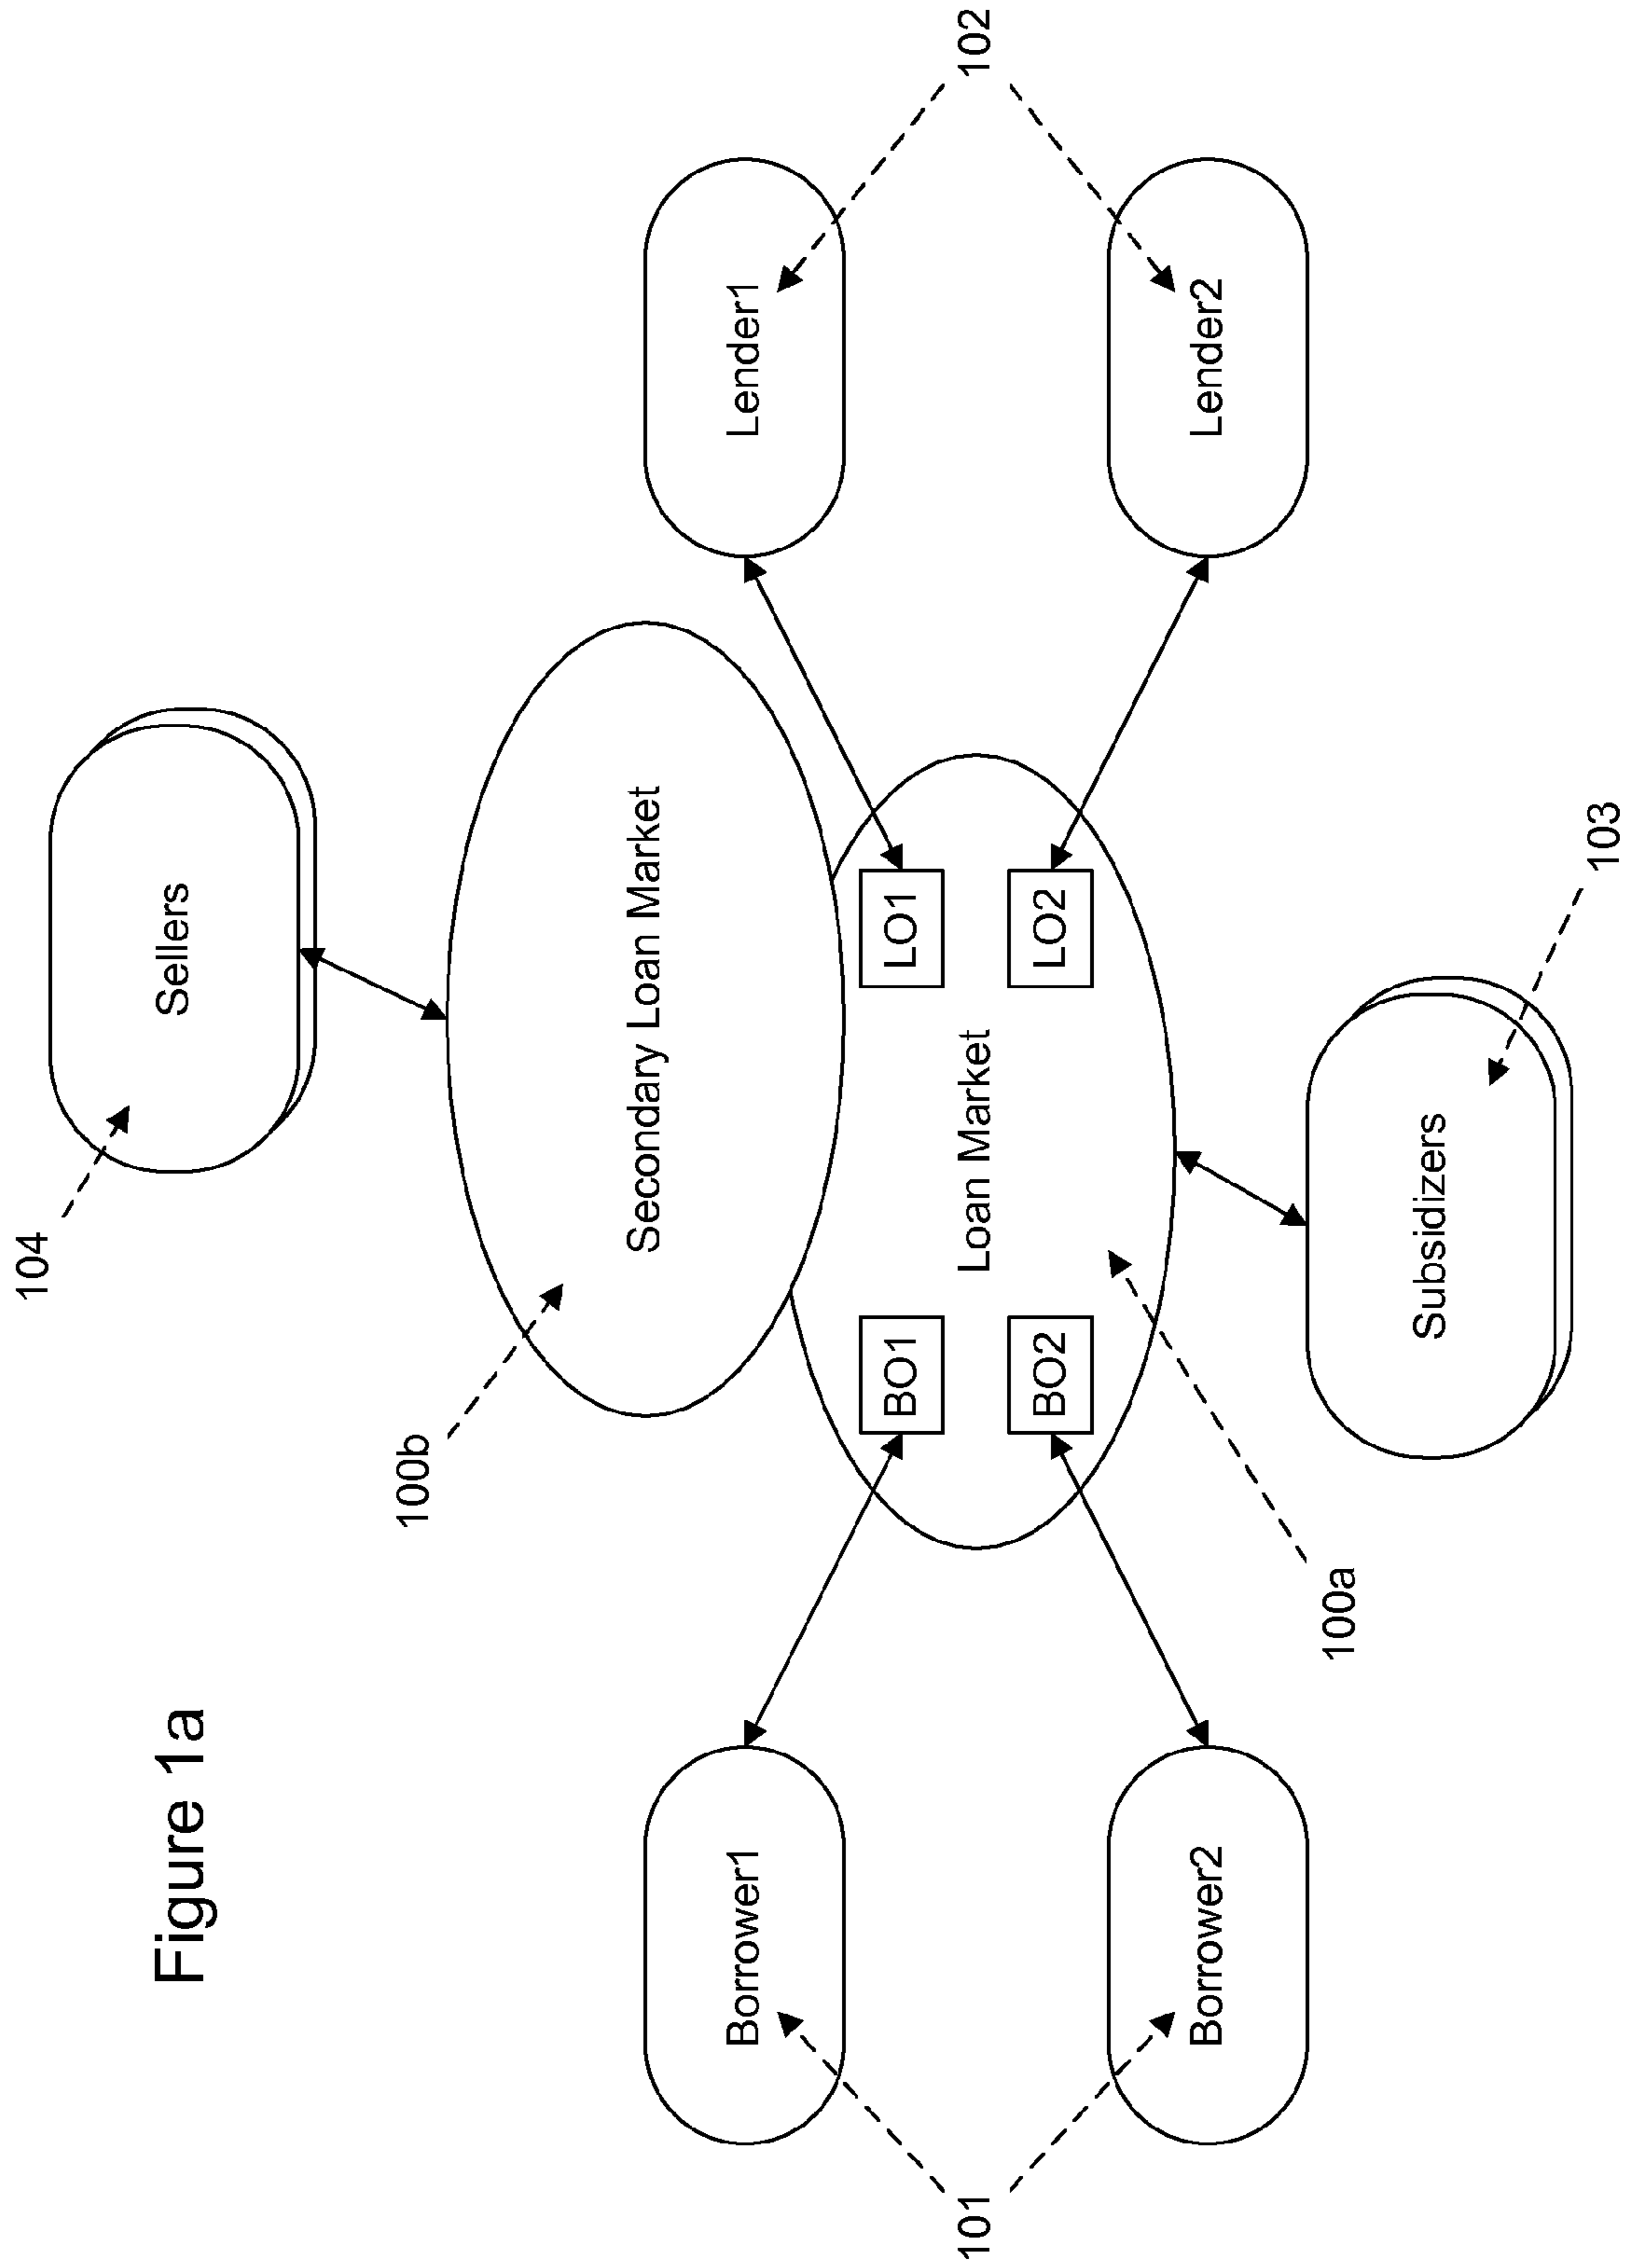 Figure 1a
104
Sellers
100b
Secondary Loan Market
Borrower1
Lender1
BO1
LO1
101
Loan Market
102
BO2
LO2
Borrower2
Lender2
100a
Subsidizers
103